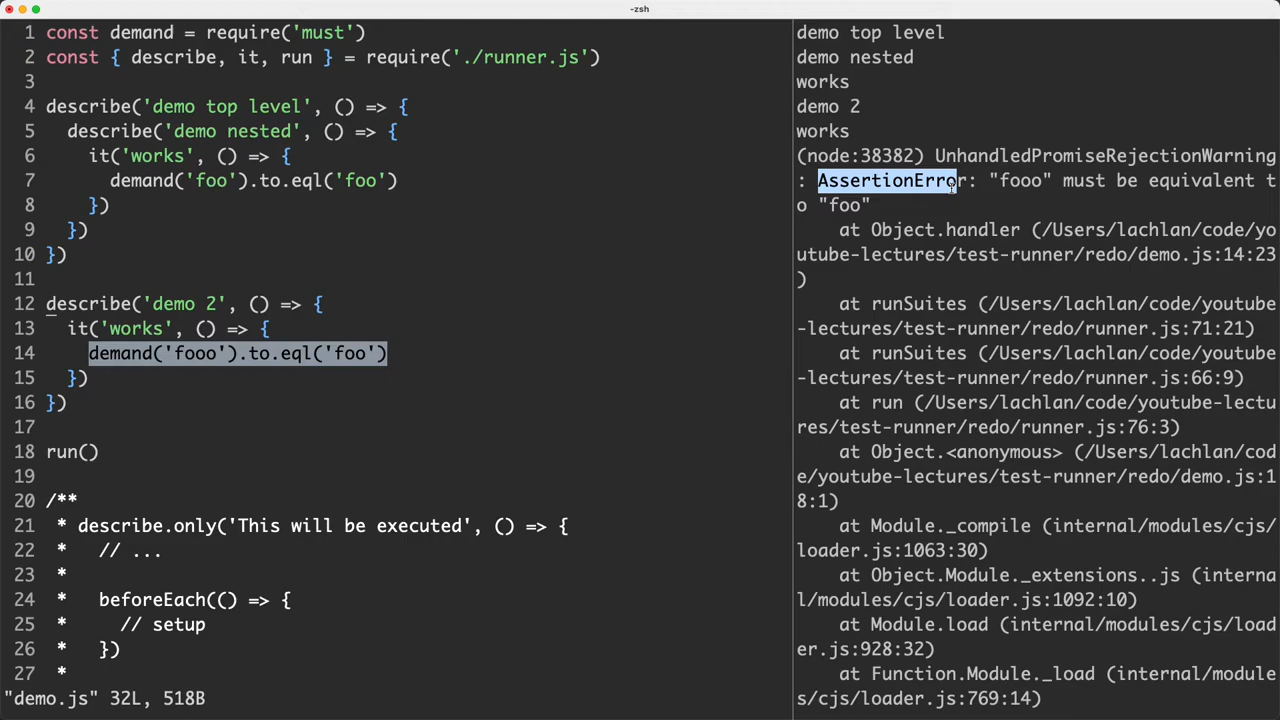 -zsh
1 const demand = require('must')
2 const { describe, it, run } = require('./runner.js')
3
4 describe('demo top level', () => {
5   describe('demo nested', () => {
6     it('works', () => {
7       demand('foo').to.eql('foo')
8     })
9   })
10 })
11
12 describe('demo 2', () => {
13   it('works', () => {
14     demand('fooo').to.eql('foo')
15   })
16 })
17
18 run()
19
20 /**
21  * describe.only('This will be executed', () => {
22  *   // ...
23  *
24  *   beforeEach(() => {
25  *     // setup
26  *   })
27  *
"demo.js" 32L, 518B
demo top level
demo nested
works
demo 2
works
(node:38382) UnhandledPromiseRejectionWarning
: AssertionError: "fooo" must be equivalent t
o "foo"
    at Object.handler (/Users/lachlan/code/yo
utube-lectures/test-runner/redo/demo.js:14:23
)
    at runSuites (/Users/lachlan/code/youtube
-lectures/test-runner/redo/runner.js:71:21)
    at runSuites (/Users/lachlan/code/youtube
-lectures/test-runner/redo/runner.js:66:9)
    at run (/Users/lachlan/code/youtube-lectu
res/test-runner/redo/runner.js:76:3)
    at Object.<anonymous> (/Users/lachlan/cod
e/youtube-lectures/test-runner/redo/demo.js:1
8:1)
    at Module._compile (internal/modules/cjs/
loader.js:1063:30)
    at Object.Module._extensions..js (interna
l/modules/cjs/loader.js:1092:10)
    at Module.load (internal/modules/cjs/load
er.js:928:32)
    at Function.Module._load (internal/module
s/cjs/loader.js:769:14)